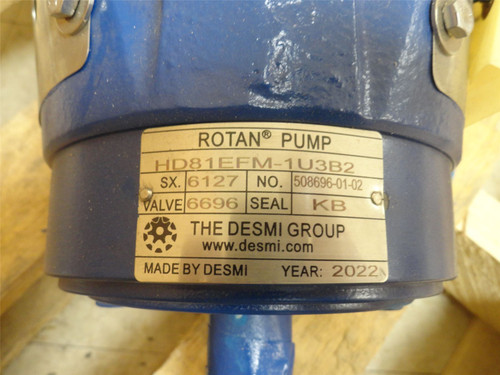 ROTAN® PUMP
HD81EFM-1U3B2
SX. 6127 NO. 508696-01-02
VALVE 6696 SEAL KB
THE DESMI GROUP
www.desmi.com
MADE BY DESMI YEAR: 2022